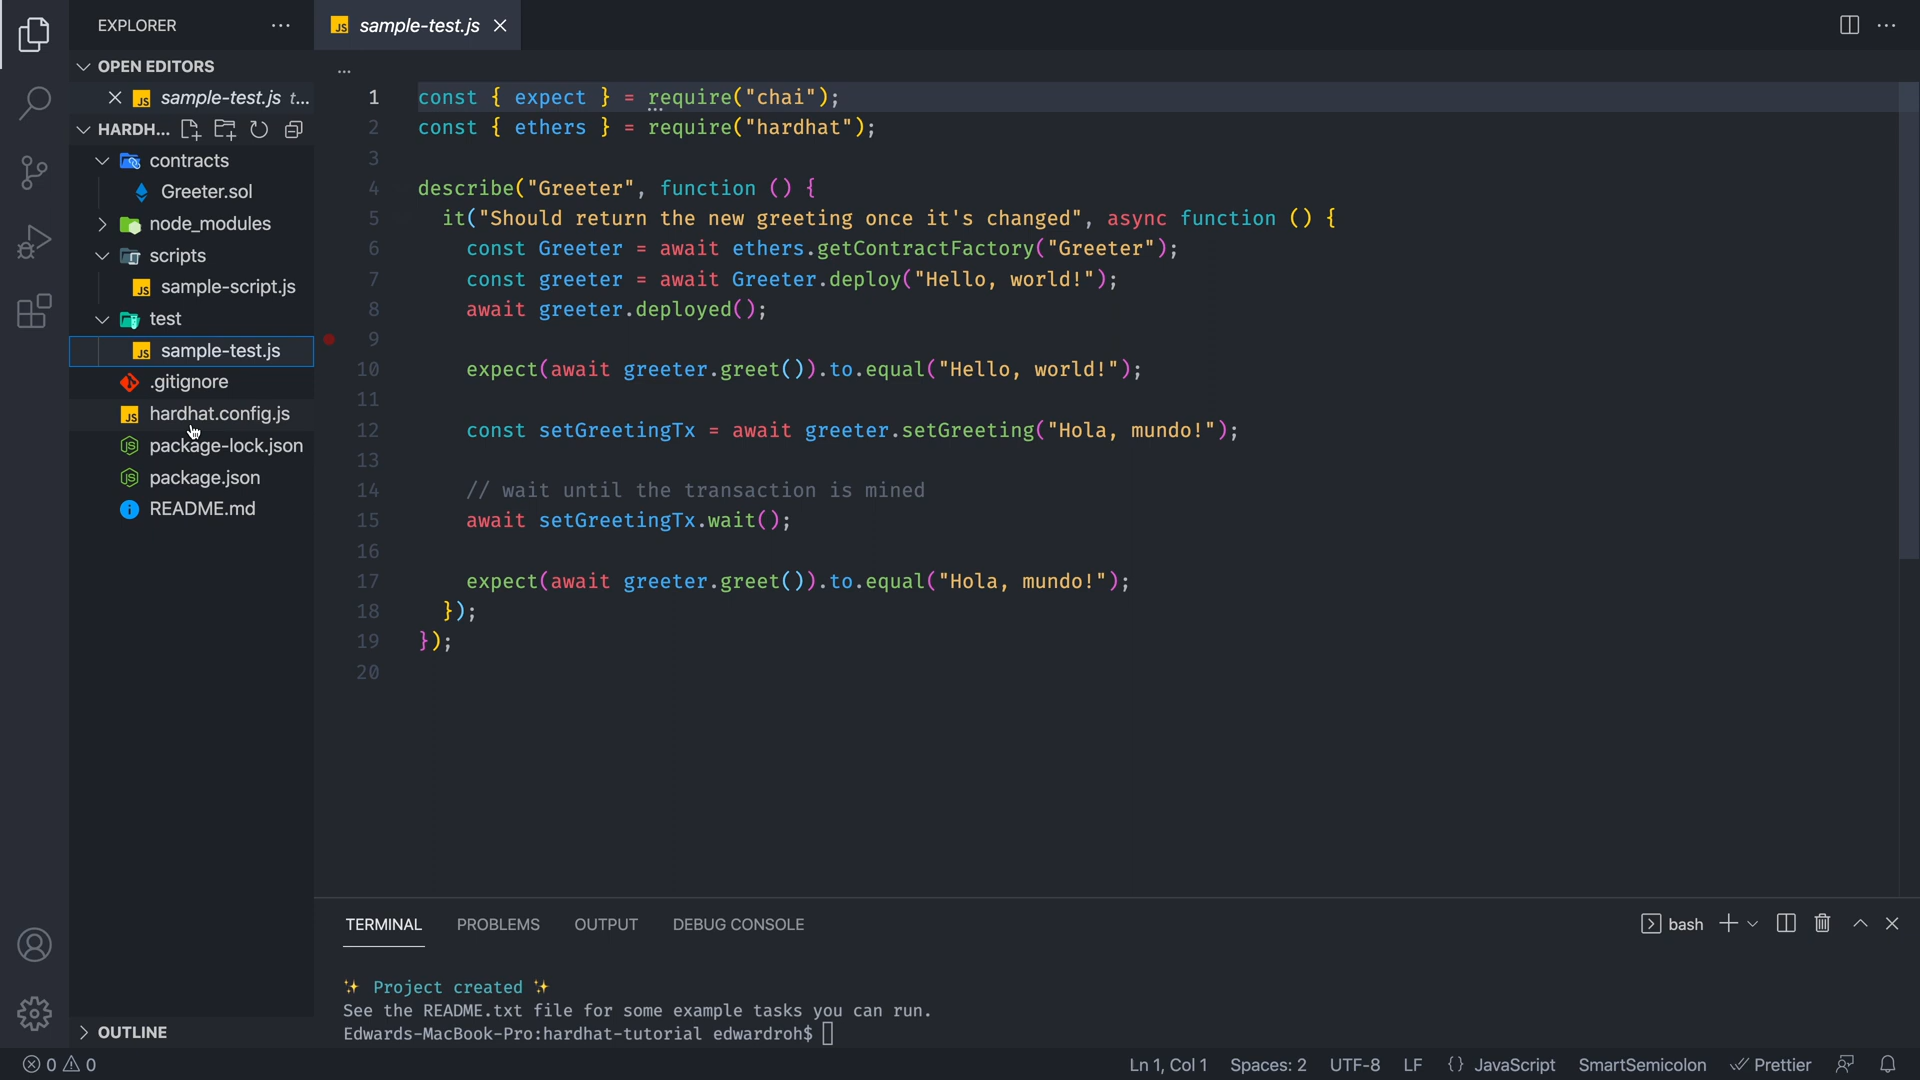 EXPLORER
OPEN EDITORS
sample-test.js t...
HARDH...
contracts
Greeter.sol
node_modules
scripts
sample-script.js
test
sample-test.js
.gitignore
hardhat.config.js
package-lock.json
package.json
README.md
OUTLINE
sample-test.js
...
1 const { expect } = require("chai");
2 const { ethers } = require("hardhat");
3
4 describe("Greeter", function () {
5 it("Should return the new greeting once it's changed", async function () {
6 const Greeter = await ethers.getContractFactory("Greeter");
7 const greeter = await Greeter.deploy("Hello, world!");
8 await greeter.deployed();
9
10 expect(await greeter.greet()).to.equal("Hello, world!");
11
12 const setGreetingTx = await greeter.setGreeting("Hola, mundo!");
13
14 // wait until the transaction is mined
15 await setGreetingTx.wait();
16
17 expect(await greeter.greet()).to.equal("Hola, mundo!");
18 });
19 });
20
TERMINAL PROBLEMS OUTPUT DEBUG CONSOLE
bash
✨ Project created ✨
See the README.txt file for some example tasks you can run.
Edwards-MacBook-Pro:hardhat-tutorial edwardroh$
0 0
Ln 1, Col 1 Spaces: 2 UTF-8 LF {} JavaScript SmartSemicolon Prettier